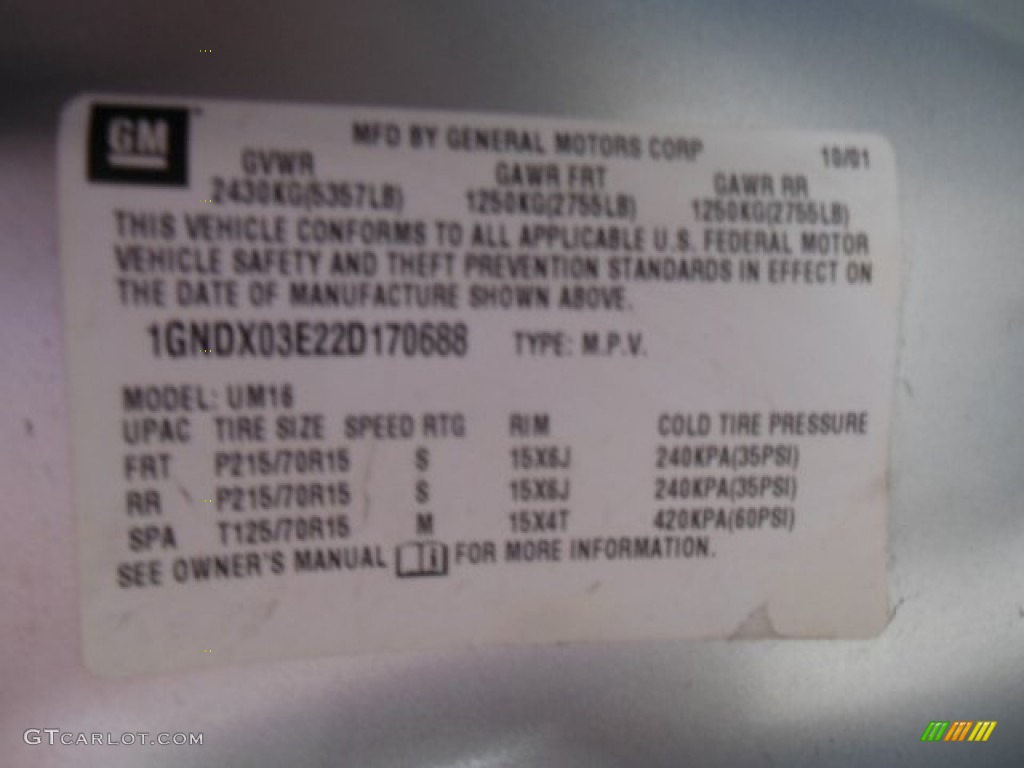 GM
MFD BY GENERAL MOTORS CORP 10/01
GVWR GAWR FRT GAWR RR
2430KG(5357LB) 1250KG(2755LB) 1250KG(2755LB)
THIS VEHICLE CONFORMS TO ALL APPLICABLE U.S. FEDERAL MOTOR
VEHICLE SAFETY AND THEFT PREVENTION STANDARDS IN EFFECT ON
THE DATE OF MANUFACTURE SHOWN ABOVE.
1GNDX03E22D170688 TYPE: M.P.V.
MODEL: UM16
UPAC TIRE SIZE SPEED RTG RIM COLD TIRE PRESSURE
FRT P215/70R15 S 15X6J 240KPA(35PSI)
RR P215/70R15 S 15X6J 240KPA(35PSI)
SPA T125/70R15 M 15X4T 420KPA(60PSI)
SEE OWNER'S MANUAL FOR MORE INFORMATION.
GTCARLOT.COM